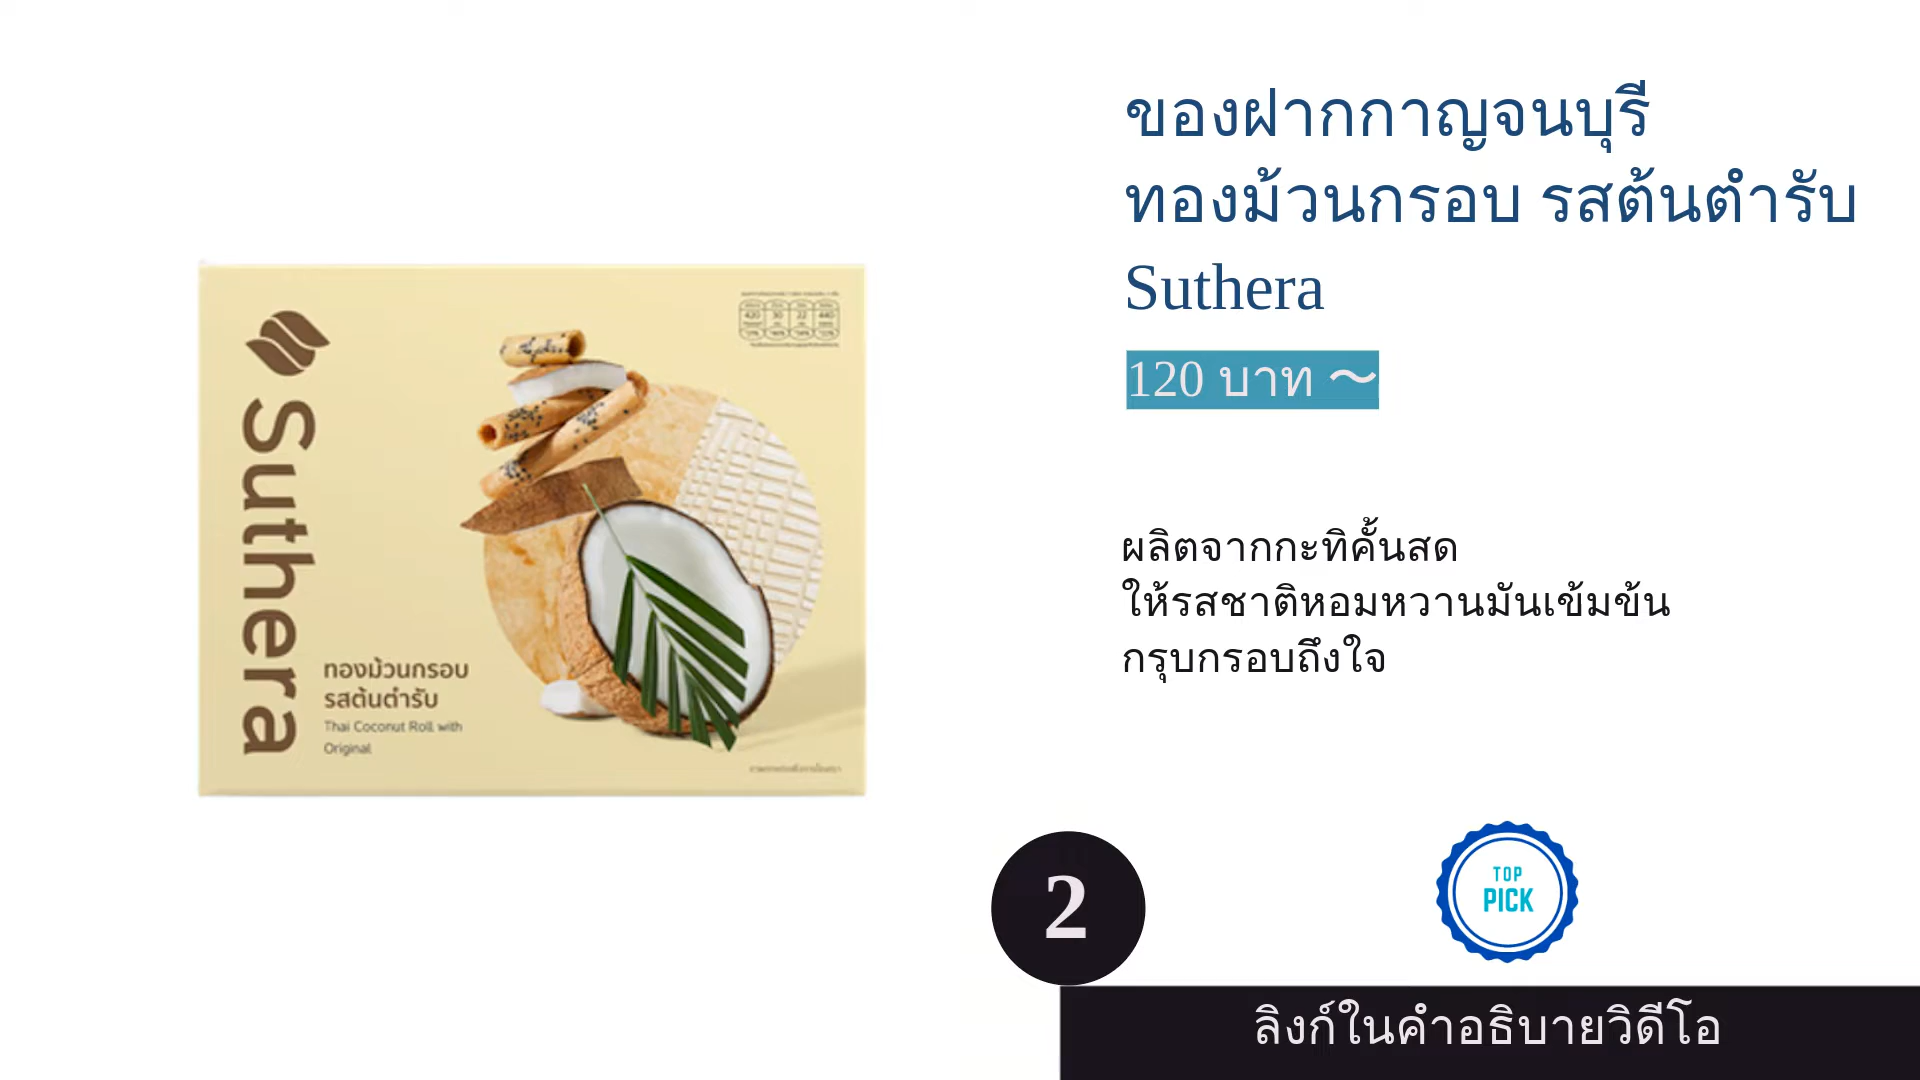 ของฝากกาญจนบุรี
ทองม้วนกรอบ รสต้นตำรับ
Suthera
120 บาท ～
ผลิตจากกะทิคั้นสด
ให้รสชาติหอมหวานมันเข้มข้น
กรุบกรอบถึงใจ
Suthera
ทองม้วนกรอบ
รสต้นตำรับ
Thai Coconut Roll with
Original
420 30 22 440
2
TOP
PICK
ลิงก์ในคำอธิบายวิดีโอ